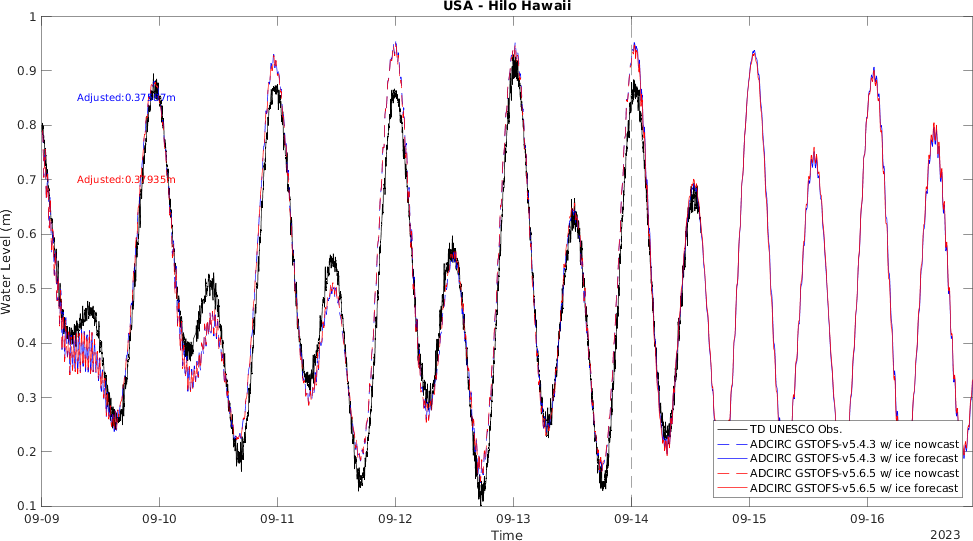 USA - Hilo Hawaii
Water Level (m)
1
0.9
0.8
0.7
0.6
0.5
0.4
0.3
0.2
0.1
Adjusted:0.37935m
TD UNESCO Obs.
ADCIRC GSTOFS-v5.4.3 w/ ice nowcast
ADCIRC GSTOFS-v5.4.3 w/ ice forecast
ADCIRC GSTOFS-v5.6.5 w/ ice nowcast
ADCIRC GSTOFS-v5.6.5 w/ ice forecast
09-09
09-10
09-11
09-12
09-13
09-14
09-15
09-16
Time
2023